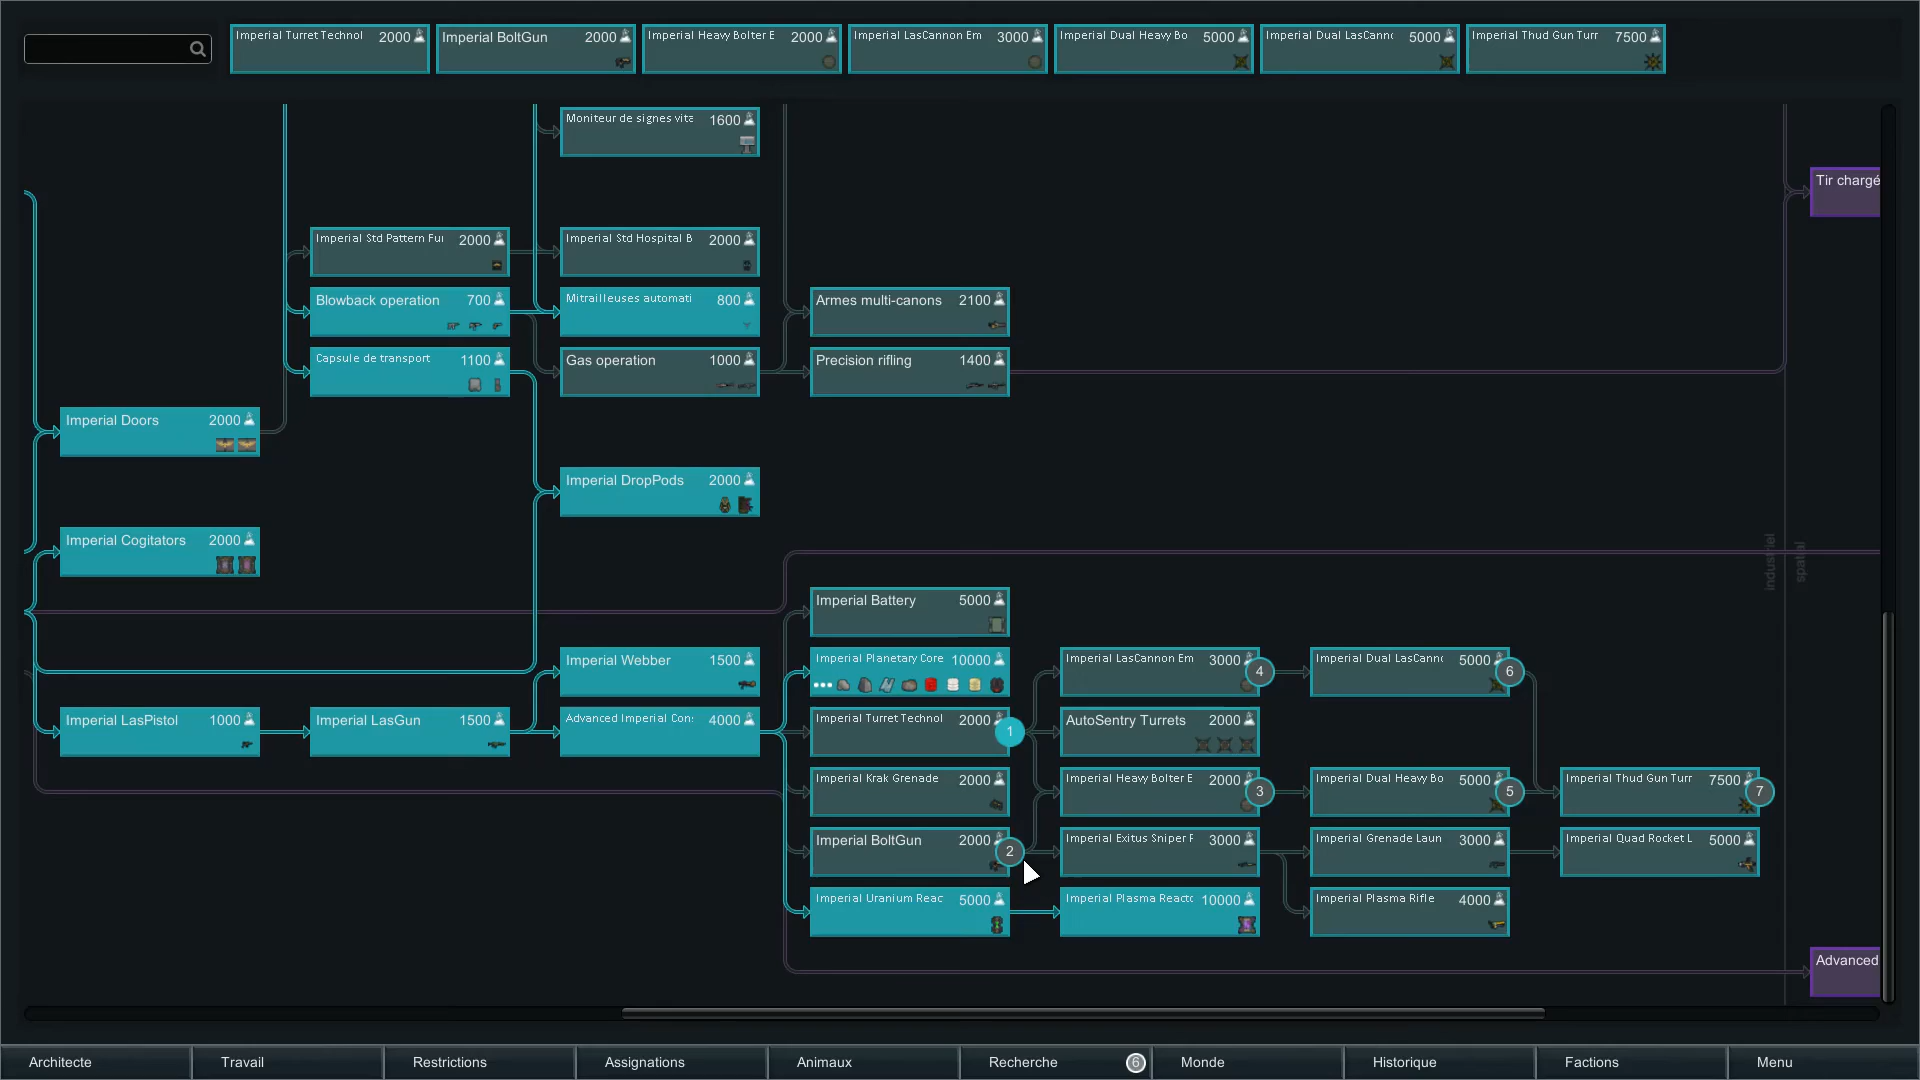 Imperial Turret Technol 2000
Imperial BoltGun 2000
Imperial Heavy Bolter E 2000
Imperial LasCannon Em 3000
Imperial Dual Heavy Bo 5000
Imperial Dual LasCann 5000
Imperial Thud Gun Turr 7500
Moniteur de signes vita 1600
Tir chargé
Imperial Std Pattern Fur 2000
Imperial Std Hospital B 2000
Blowback operation 700
Mitrailleuses automati 800
Armes multi-canons 2100
Capsule de transport 1100
Gas operation 1000
Precision rifling 1400
Imperial Doors 2000
Imperial DropPods 2000
Imperial Cogitators 2000
industriel
spatial
Imperial Battery 5000
Imperial Webber 1500
Imperial Planetary Core 10000
Imperial LasCannon Em 3000 4
Imperial Dual LasCann 5000 6
Imperial LasPistol 1000
Imperial LasGun 1500
Advanced Imperial Con 4000
Imperial Turret Technol 2000 1
AutoSentry Turrets 2000
Imperial Krak Grenade 2000
Imperial Heavy Bolter E 2000 3
Imperial Dual Heavy Bo 5000 5
Imperial Thud Gun Turr 7500 7
Imperial BoltGun 2000 2
Imperial Exitus Sniper R 3000
Imperial Grenade Laun 3000
Imperial Quad Rocket L 5000
Imperial Uranium Reac 5000
Imperial Plasma Reacto 10000
Imperial Plasma Rifle 4000
Advanced
Architecte
Travail
Restrictions
Assignations
Animaux
Recherche 6
Monde
Historique
Factions
Menu